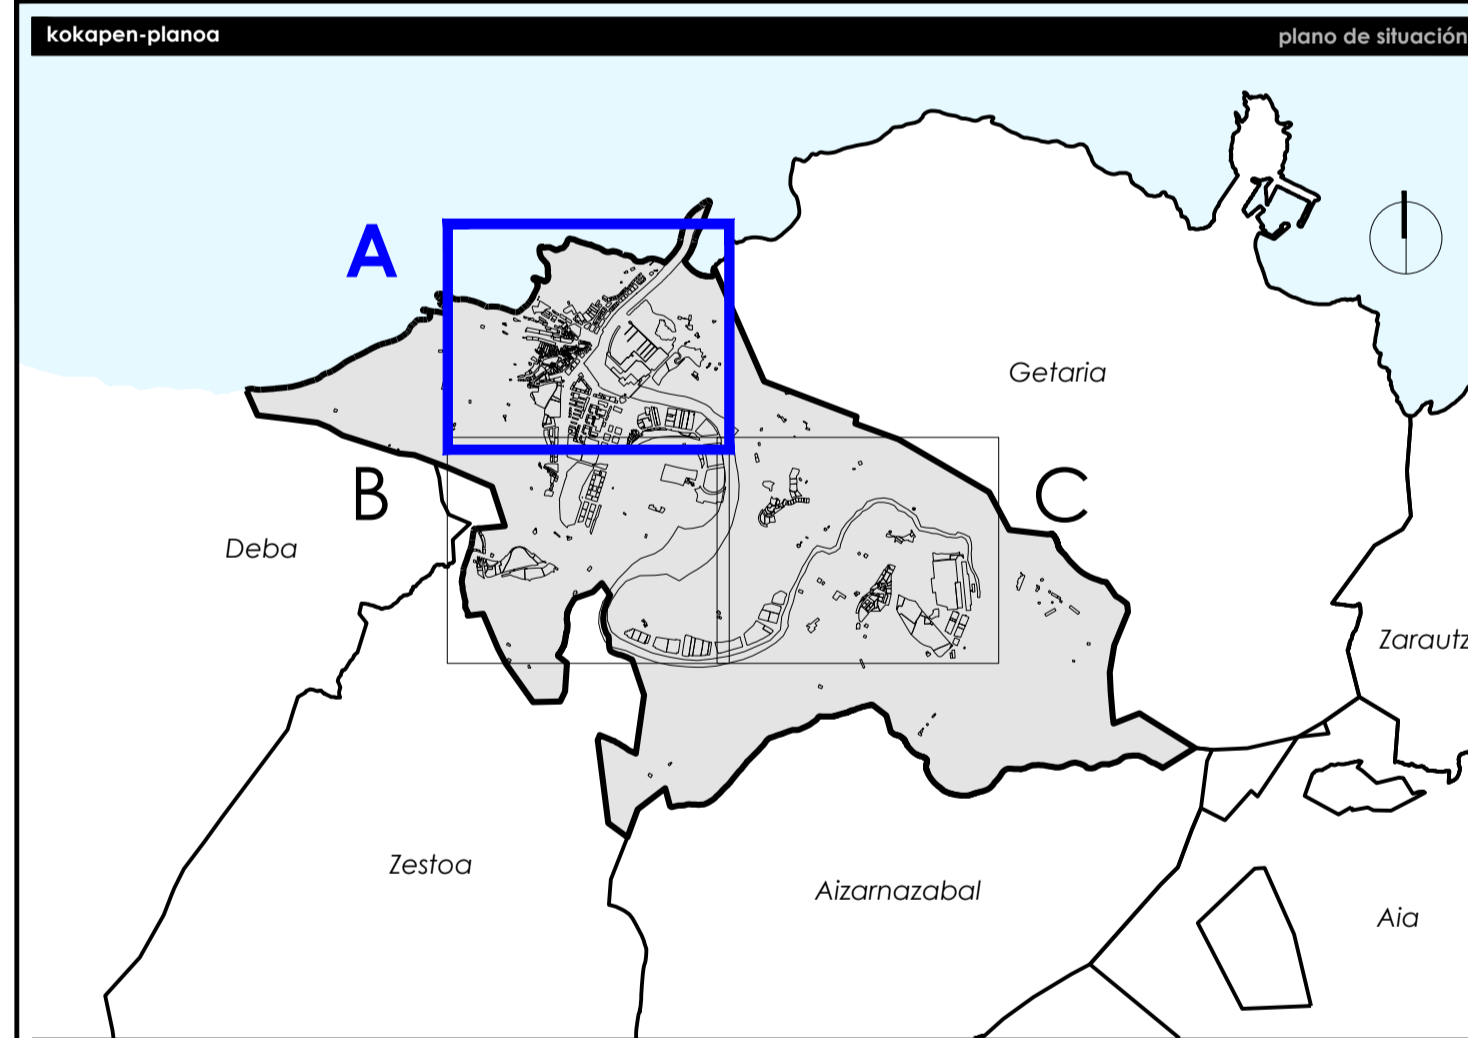 kokapen-planoa
plano de situación
A
Getaria
B
C
Deba
Zarautz
Zestoa
Aizarnazabal
Aia